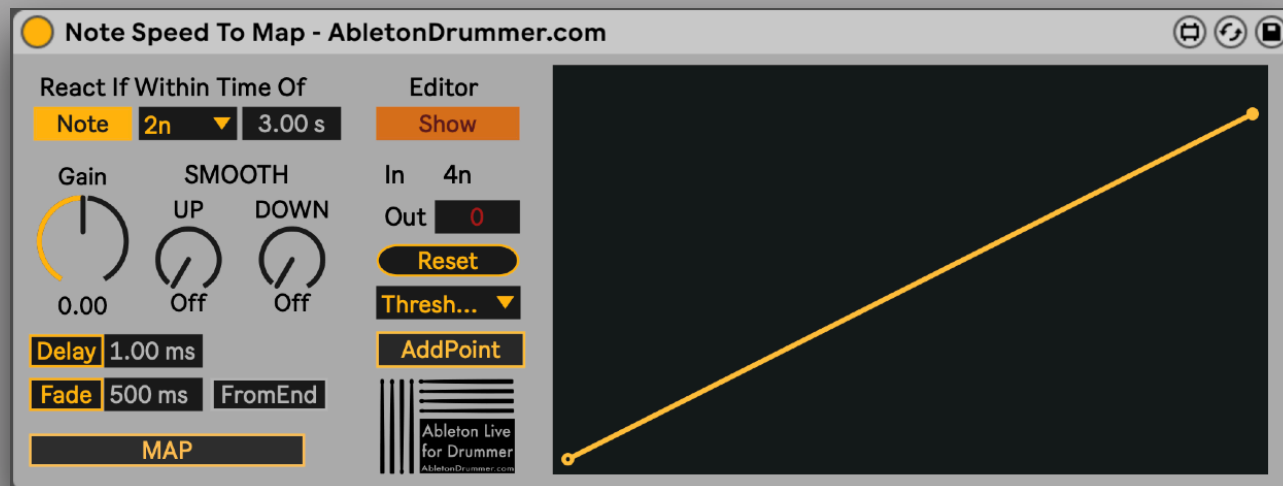 Note Speed To Map - AbletonDrummer.com
React If Within Time Of
Note 2n 3.00 s
Gain
SMOOTH
UP DOWN
0.00 Off Off
Delay 1.00 ms
Fade 500 ms FromEnd
MAP
Editor
Show
In 4n
Out 0
Reset
Thresh...
AddPoint
Ableton Live
for Drummer
AbletonDrummer.com